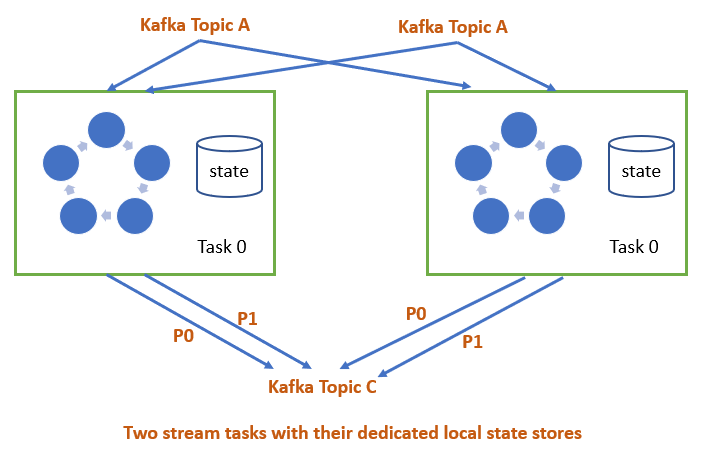 Kafka Topic A
Kafka Topic A
state
state
Task 0
Task 0
P0
P1
P0
P1
Kafka Topic C
Two stream tasks with their dedicated local state stores